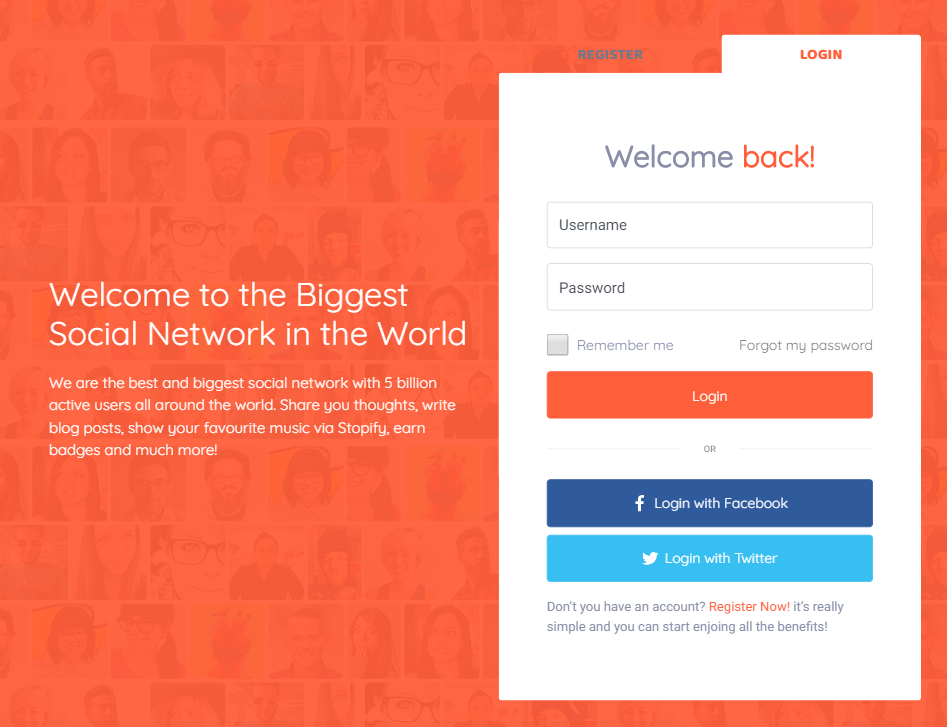 REGISTER
LOGIN
Welcome to the Biggest
Social Network in the World
We are the best and biggest social network with 5 billion
active users all around the world. Share you thoughts, write
blog posts, show your favourite music via Stopify, earn
badges and much more!
Welcome back!
Username
Password
Remember me
Forgot my password
Login
OR
Login with Facebook
Login with Twitter
Don't you have an account? Register Now! it's really
simple and you can start enjoing all the benefits!